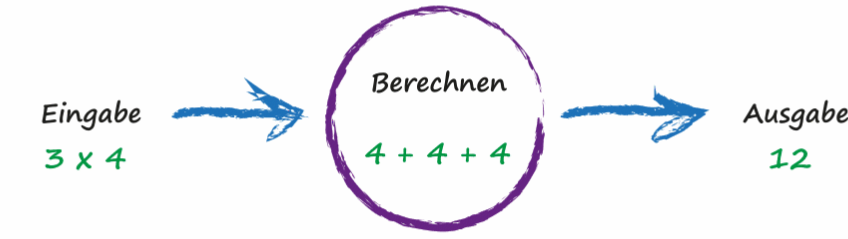 Eingabe
3 x 4
Berechnen
4 + 4 + 4
Ausgabe
12